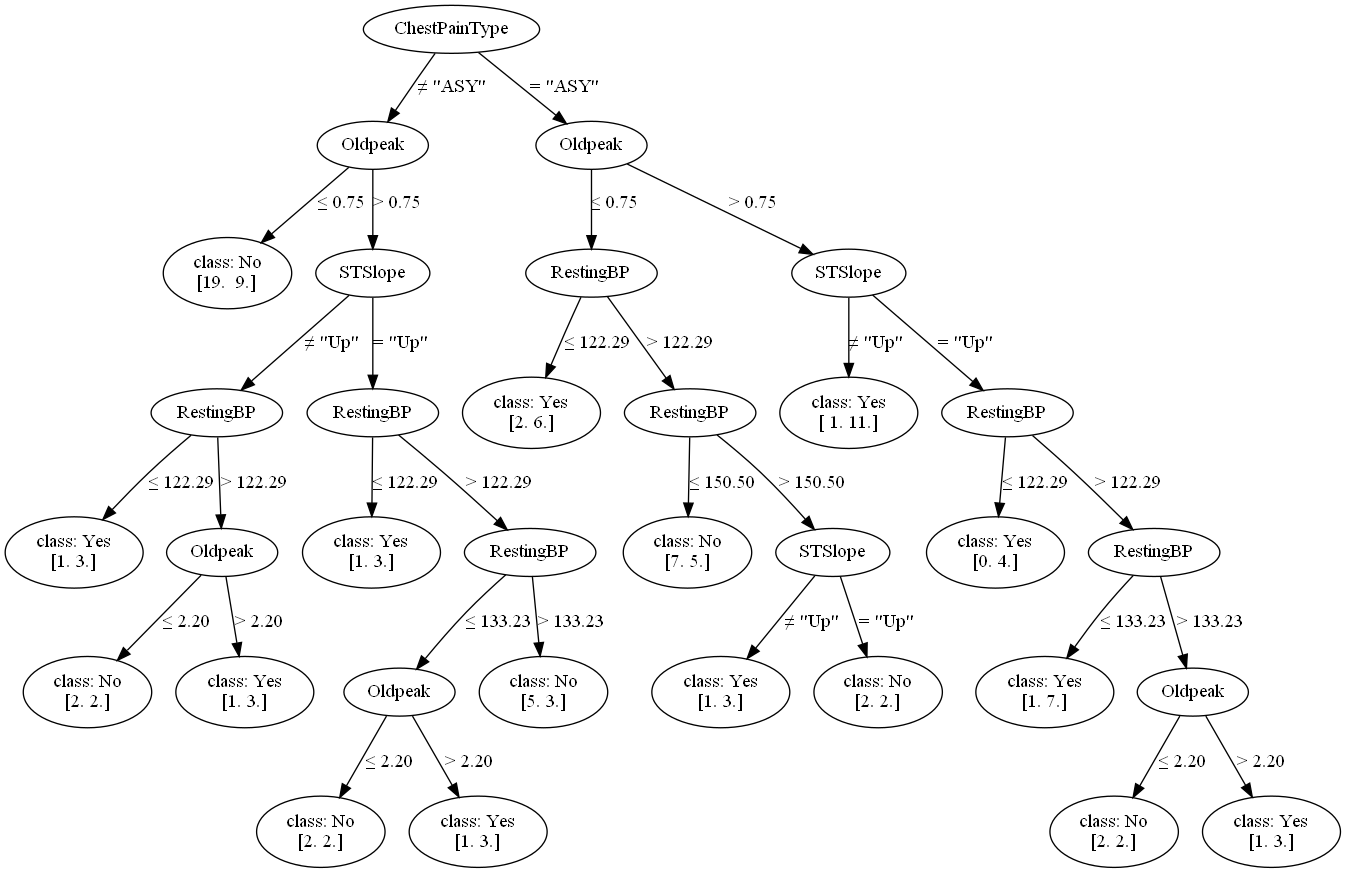 ChestPainType
≠ "ASY"
= "ASY"
Oldpeak
Oldpeak
≤ 0.75
> 0.75
≤ 0.75
> 0.75
class: No
[19.  9.]
STSlope
RestingBP
STSlope
≠ "Up"
= "Up"
≤ 122.29
> 122.29
≠ "Up"
= "Up"
RestingBP
RestingBP
class: Yes
[2. 6.]
RestingBP
class: Yes
[ 1. 11.]
RestingBP
≤ 122.29
> 122.29
≤ 122.29
> 122.29
≤ 150.50
> 150.50
≤ 122.29
> 122.29
class: Yes
[1. 3.]
Oldpeak
class: Yes
[1. 3.]
RestingBP
class: No
[7. 5.]
STSlope
class: Yes
[0. 4.]
RestingBP
≤ 2.20
> 2.20
≤ 133.23
> 133.23
≠ "Up"
= "Up"
≤ 133.23
> 133.23
class: No
[2. 2.]
class: Yes
[1. 3.]
Oldpeak
class: No
[5. 3.]
class: Yes
[1. 3.]
class: No
[2. 2.]
class: Yes
[1. 7.]
Oldpeak
≤ 2.20
> 2.20
≤ 2.20
> 2.20
class: No
[2. 2.]
class: Yes
[1. 3.]
class: No
[2. 2.]
class: Yes
[1. 3.]